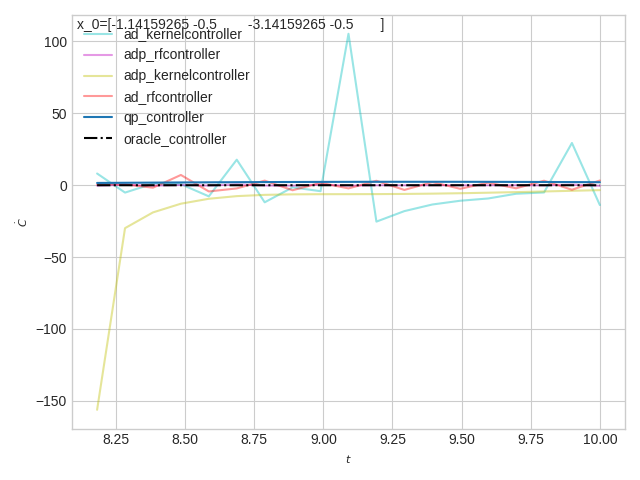 x_0=[-1.14159265 -0.5 -3.14159265 -0.5 ]
ad_kernelcontroller
adp_rfcontroller
adp_kernelcontroller
ad_rfcontroller
qp_controller
oracle_controller
100
50
0
−50
−100
−150
Ċ
8.25 8.50 8.75 9.00 9.25 9.50 9.75 10.00
t